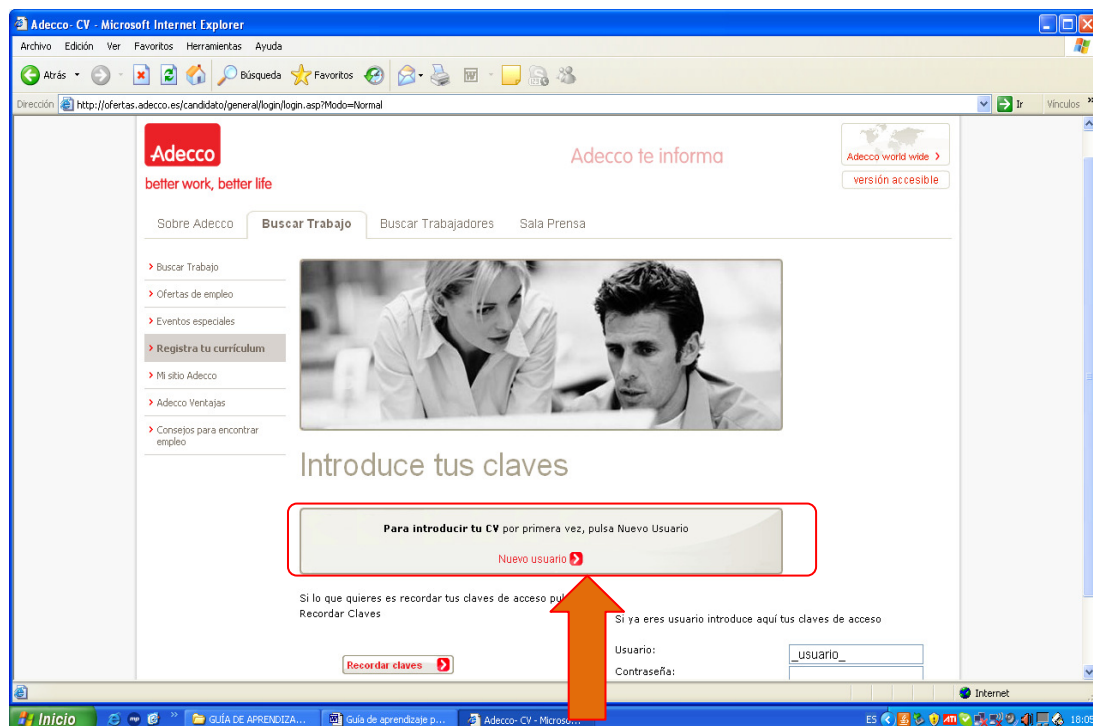 Adecco- CV - Microsoft Internet Explorer
Archivo Edición Ver Favoritos Herramientas Ayuda
Atrás Búsqueda Favoritos
Dirección http://ofertas.adecco.es/candidato/general/login/login.asp?Modo=Normal Ir Vínculos »
Adecco
better work, better life
Adecco te informa
Adecco world wide
versión accesible
Sobre Adecco Buscar Trabajo Buscar Trabajadores Sala Prensa
Buscar Trabajo
Ofertas de empleo
Eventos especiales
Registra tu currículum
Mi sitio Adecco
Adecco Ventajas
Consejos para encontrar
empleo
Introduce tus claves
Para introducir tu CV por primera vez, pulsa Nuevo Usuario
Nuevo usuario
Si lo que quieres es recordar tus claves de acceso
Recordar Claves
Recordar claves
Si ya eres usuario introduce aquí tus claves de acceso
Usuario: _usuario_
Contraseña:
Internet
Inicio » GUÍA DE APRENDIZA... Guia de aprendizaje p... Adecco- CV - Microso... ES 18:05